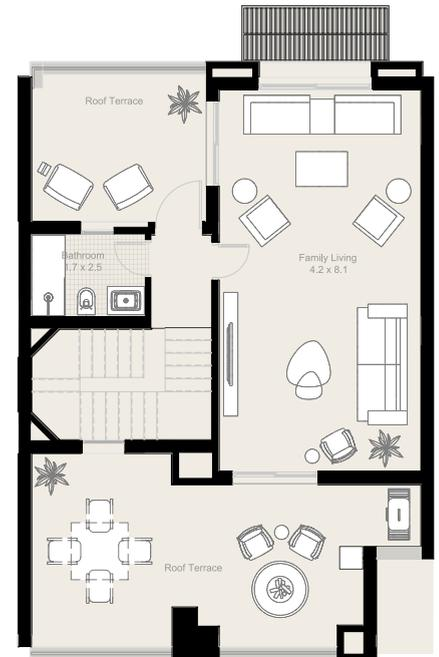 Roof Terrace
Bathroom
1.7 x 2.5
Family Living
4.2 x 8.1
Roof Terrace